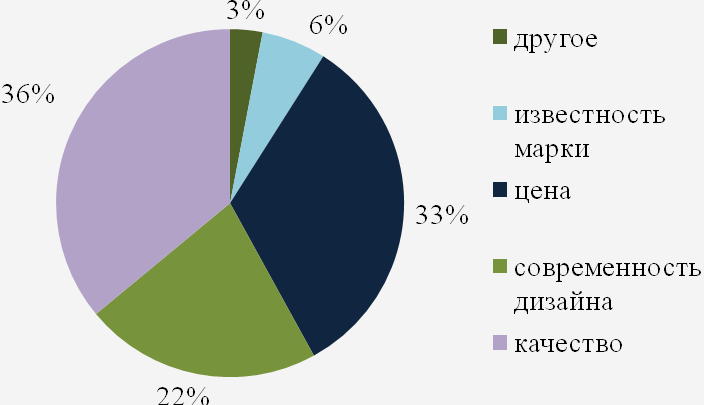 3%
6%
36%
33%
22%
другое
известность
марки
цена
современность
дизайна
качество